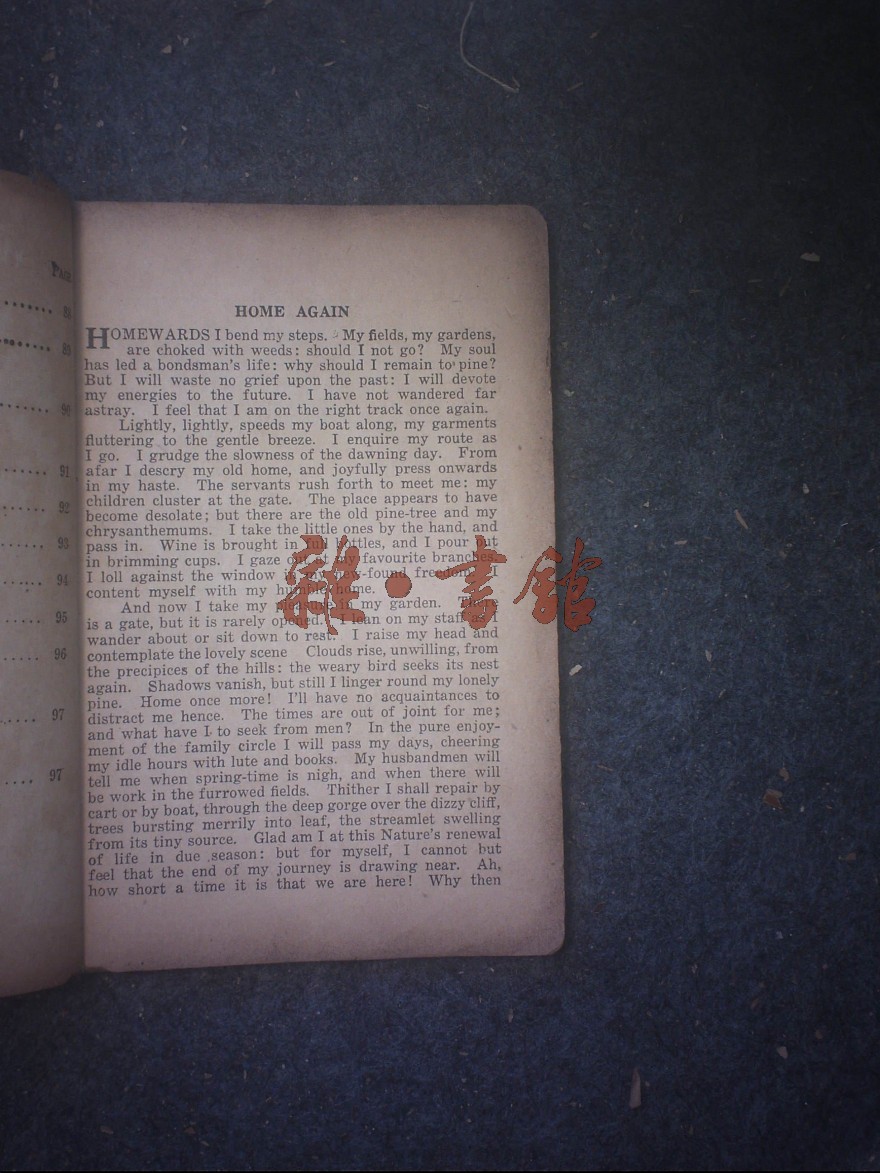 PAGE
88
89
90
91
92
93
94
95
96
97
97
HOME AGAIN
HOMEWARDS I bend my steps. My fields, my gardens,
are choked with weeds: should I not go? My soul
has led a bondsman's life: why should I remain to pine?
But I will waste no grief upon the past: I will devote
my energies to the future. I have not wandered far
astray. I feel that I am on the right track once again.
Lightly, lightly, speeds my boat along, my garments
fluttering to the gentle breeze. I enquire my route as
I go. I grudge the slowness of the dawning day. From
afar I descry my old home, and joyfully press onwards
in my haste. The servants rush forth to meet me: my
children cluster at the gate. The place appears to have
become desolate; but there are the old pine-tree and my
chrysanthemums. I take the little ones by the hand, and
pass in. Wine is brought in full bottles, and I pour out
in brimming cups. I gaze out at my favourite branches.
I loll against the window in my new-found freedom. I
content myself with my humble home.
And now I take my pleasure in my garden. There
is a gate, but it is rarely opened. I lean on my staff as I
wander about or sit down to rest. I raise my head and
contemplate the lovely scene Clouds rise, unwilling, from
the precipices of the hills: the weary bird seeks its nest
again. Shadows vanish, but still I linger round my lonely
pine. Home once more! I'll have no acquaintances to
distract me hence. The times are out of joint for me;
and what have I to seek from men? In the pure enjoy-
ment of the family circle I will pass my days, cheering
my idle hours with lute and books. My husbandmen will
tell me when spring-time is nigh, and when there will
be work in the furrowed fields. Thither I shall repair by
cart or by boat, through the deep gorge over the dizzy cliff,
trees bursting merrily into leaf, the streamlet swelling
from its tiny source. Glad am I at this Nature's renewal
of life in due season: but for myself, I cannot but
feel that the end of my journey is drawing near. Ah,
how short a time it is that we are here! Why then
雜·書館